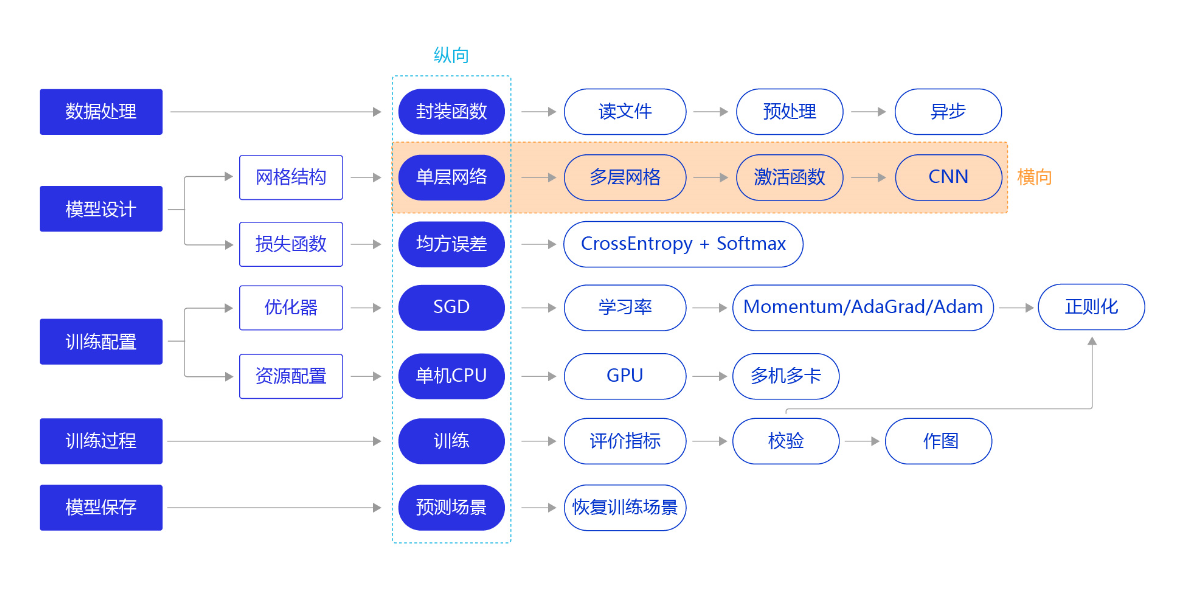 纵向
数据处理
封装函数
读文件
预处理
异步
模型设计
网格结构
单层网络
多层网格
激活函数
CNN
横向
损失函数
均方误差
CrossEntropy + Softmax
训练配置
优化器
SGD
学习率
Momentum/AdaGrad/Adam
正则化
资源配置
单机CPU
GPU
多机多卡
训练过程
训练
评价指标
校验
作图
模型保存
预测场景
恢复训练场景